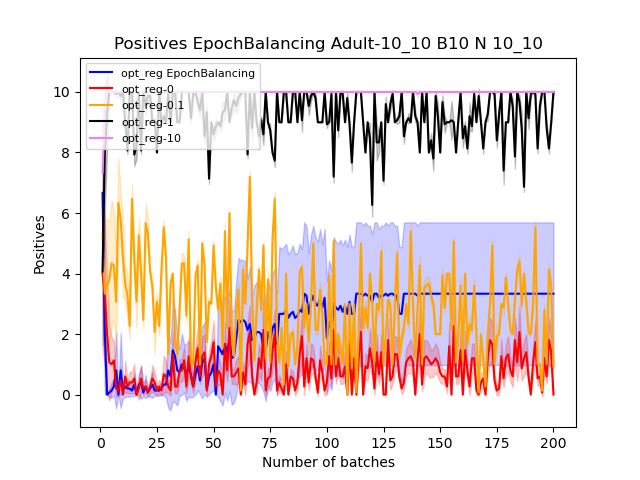 Positives EpochBalancing Adult-10_10 B10 N 10_10
opt_reg EpochBalancing
opt_reg-0
opt_reg-0.1
opt_reg-1
opt_reg-10
Positives
10
8
6
4
2
0
0 25 50 75 100 125 150 175 200
Number of batches